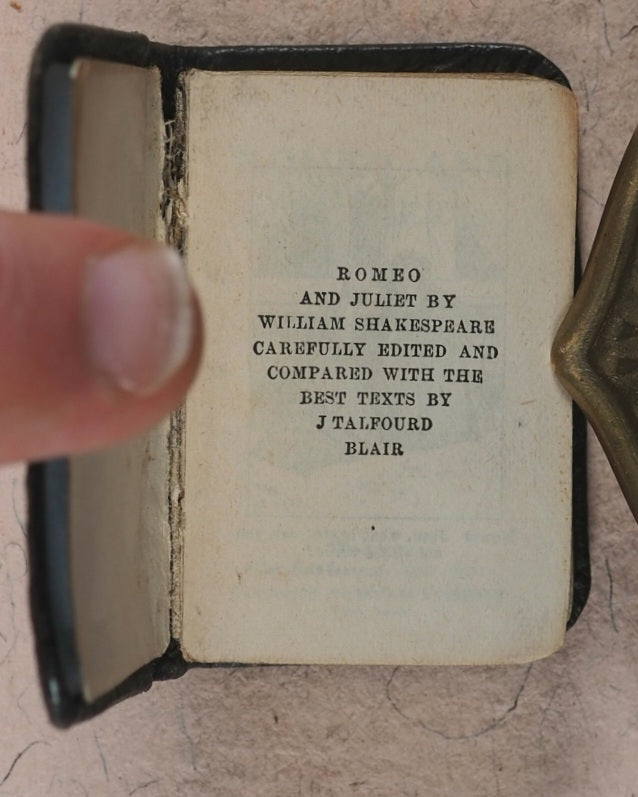 ROMEO
AND JULIET BY
WILLIAM SHAKESPEARE
CAREFULLY EDITED AND
COMPARED WITH THE
BEST TEXTS BY
J TALFOURD
BLAIR